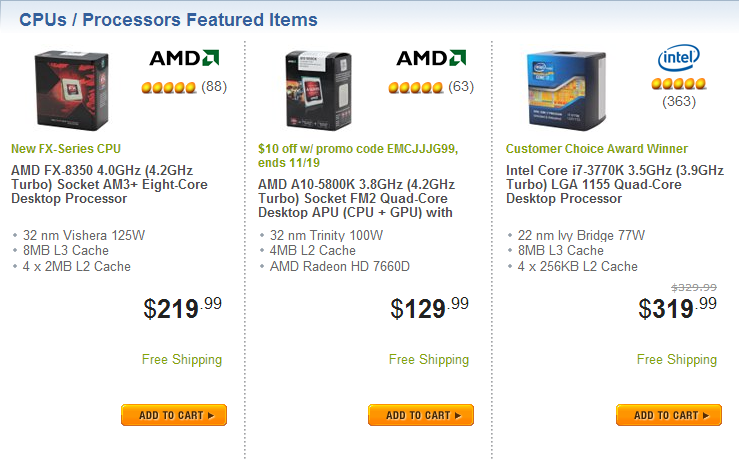 CPUs / Processors Featured Items
AMD
(88)
New FX-Series CPU
AMD FX-8350 4.0GHz (4.2GHz
Turbo) Socket AM3+ Eight-Core
Desktop Processor
32 nm Vishera 125W
8MB L3 Cache
4 x 2MB L2 Cache
$219.99
Free Shipping
ADD TO CART
AMD
(63)
$10 off w/ promo code EMCJJJG99,
ends 11/19
AMD A10-5800K 3.8GHz (4.2GHz
Turbo) Socket FM2 Quad-Core
Desktop APU (CPU + GPU) with
32 nm Trinity 100W
4MB L2 Cache
AMD Radeon HD 7660D
$129.99
Free Shipping
ADD TO CART
intel
(363)
Customer Choice Award Winner
Intel Core i7-3770K 3.5GHz (3.9GHz
Turbo) LGA 1155 Quad-Core
Desktop Processor
22 nm Ivy Bridge 77W
8MB L3 Cache
4 x 256KB L2 Cache
$329.99
$319.99
Free Shipping
ADD TO CART